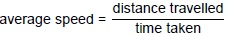 average speed = distance travelled
time taken